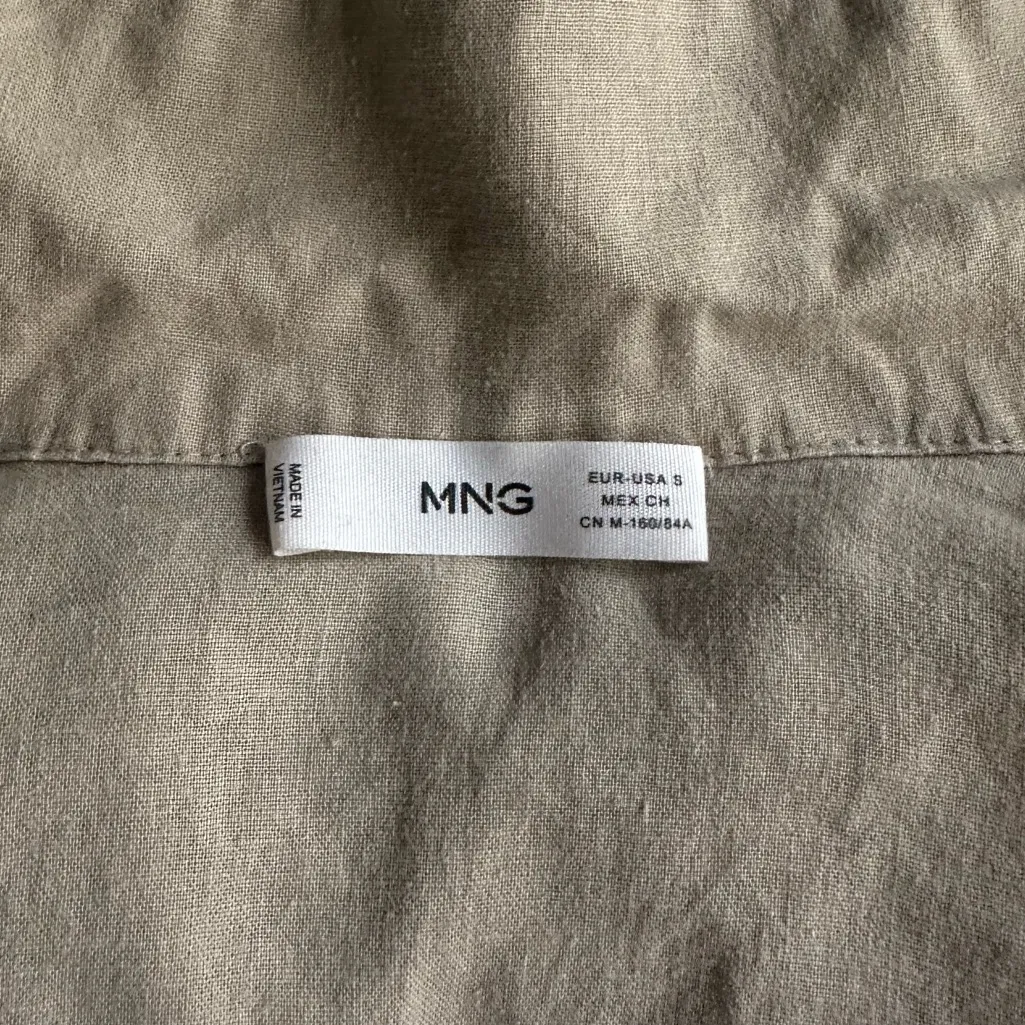 MADE IN
VIETNAM
MNG
EUR-USA S
MEX CH
CN M-160/84A